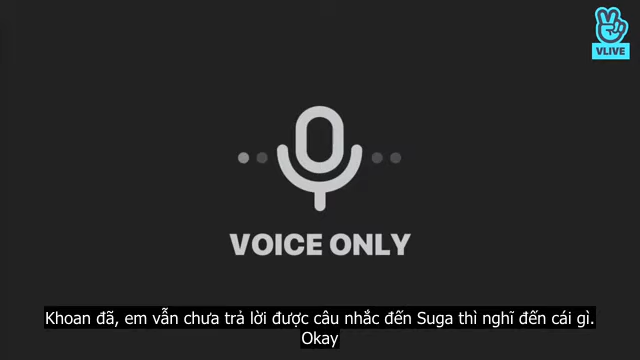 VLIVE
VOICE ONLY
Khoan đã, em vẫn chưa trả lời được câu nhắc đến Suga thì nghĩ đến cái gì.
Okay